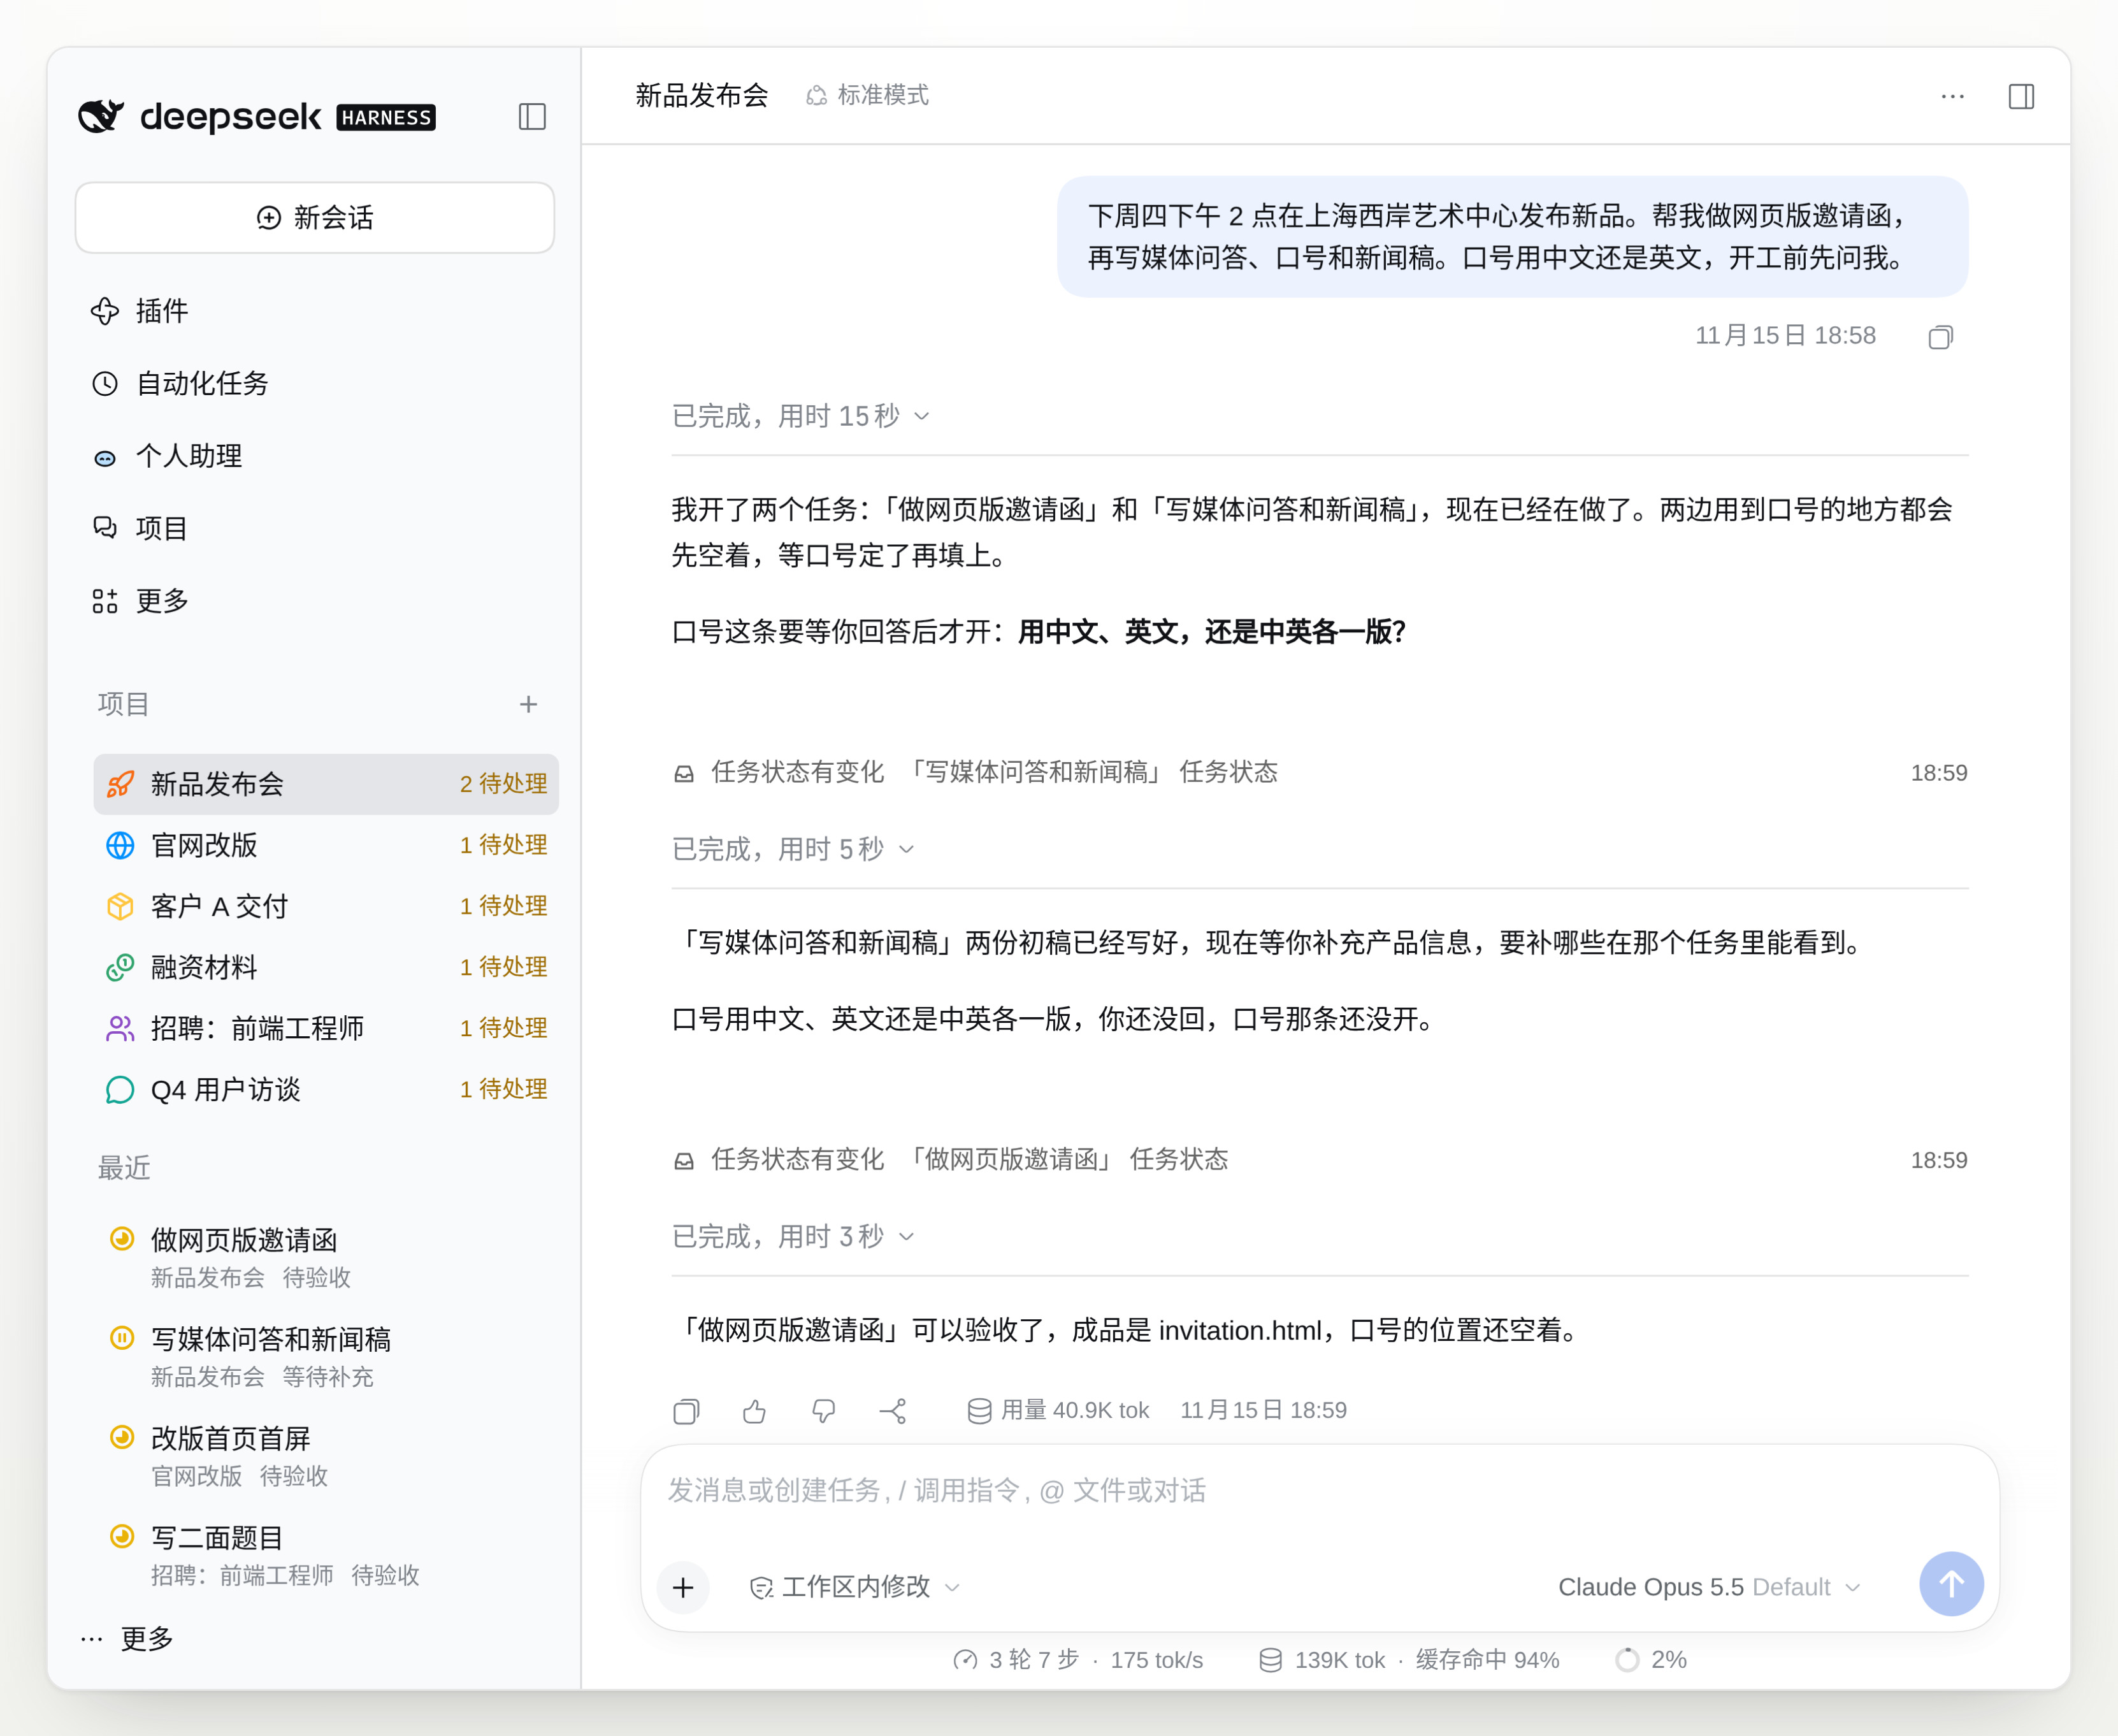 deepseek HARNESS
新会话
插件
自动化任务
个人助理
项目
更多
项目
新品发布会 2 待处理
官网改版 1 待处理
客户 A 交付 1 待处理
融资材料 1 待处理
招聘：前端工程师 1 待处理
Q4 用户访谈 1 待处理
最近
做网页版邀请函
新品发布会 待验收
写媒体问答和新闻稿
新品发布会 等待补充
改版首页首屏
官网改版 待验收
写二面题目
招聘：前端工程师 待验收
更多
新品发布会 标准模式
下周四下午 2 点在上海西岸艺术中心发布新品。帮我做网页版邀请函，
再写媒体问答、口号和新闻稿。口号用中文还是英文，开工前先问我。
11月15日 18:58
已完成，用时 15秒
我开了两个任务：「做网页版邀请函」和「写媒体问答和新闻稿」，现在已经在做了。两边用到口号的地方都会
先空着，等口号定了再填上。
口号这条要等你回答后才开：用中文、英文，还是中英各一版？
任务状态有变化 「写媒体问答和新闻稿」 任务状态 18:59
已完成，用时 5秒
「写媒体问答和新闻稿」两份初稿已经写好，现在等你补充产品信息，要补哪些在那个任务里能看到。
口号用中文、英文还是中英各一版，你还没回，口号那条还没开。
任务状态有变化 「做网页版邀请函」 任务状态 18:59
已完成，用时 3秒
「做网页版邀请函」可以验收了，成品是 invitation.html，口号的位置还空着。
用量 40.9K tok 11月15日 18:59
发消息或创建任务, / 调用指令, @ 文件或对话
工作区内修改 Claude Opus 5.5 Default
3 轮 7 步 · 175 tok/s 139K tok · 缓存命中 94% 2%